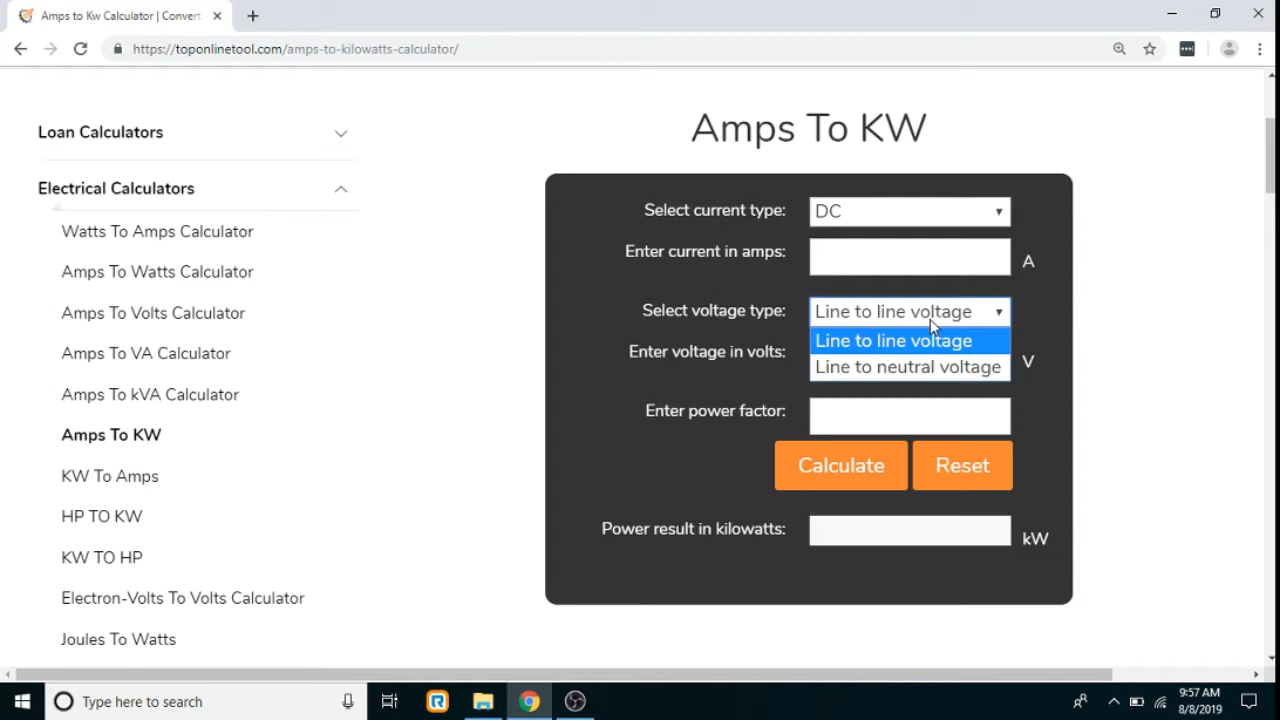 Amps to Kw Calculator | Convert
https://toponlinetool.com/amps-to-kilowatts-calculator/
Loan Calculators
Electrical Calculators
Watts To Amps Calculator
Amps To Watts Calculator
Amps To Volts Calculator
Amps To VA Calculator
Amps To kVA Calculator
Amps To KW
KW To Amps
HP TO KW
KW TO HP
Electron-Volts To Volts Calculator
Joules To Watts
Amps To KW
Select current type: DC
Enter current in amps: A
Select voltage type: Line to line voltage
Line to line voltage
Line to neutral voltage
Enter voltage in volts: V
Enter power factor:
Calculate Reset
Power result in kilowatts: kW
Type here to search
9:57 AM
8/8/2019